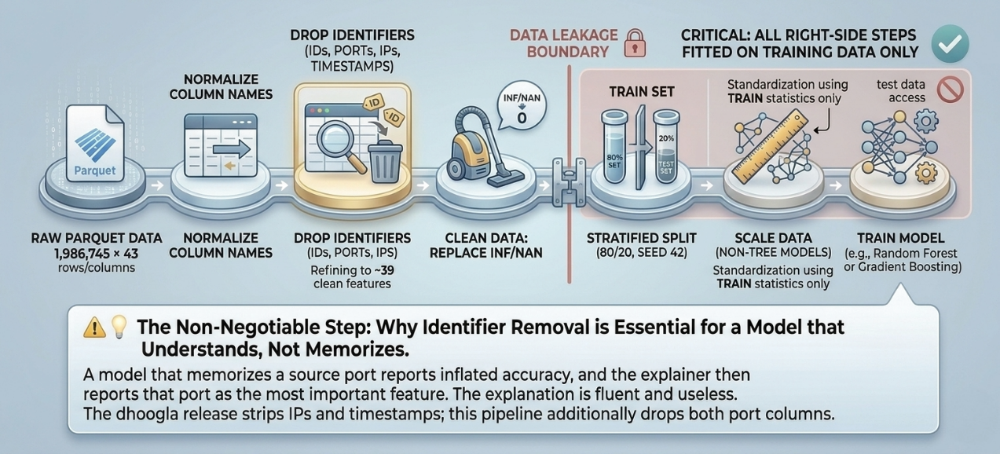 DROP IDENTIFIERS
(IDs, PORTs, IPs,
TIMESTAMPS)
DATA LEAKAGE
BOUNDARY
CRITICAL: ALL RIGHT-SIDE STEPS
FITTED ON TRAINING DATA ONLY
NORMALIZE
COLUMN NAMES
ID
ID
INF/NAN
0
TRAIN SET
80%
SET
20%
TEST
SET
Standardization using
TRAIN statistics only
test data
access
Parquet
RAW PARQUET DATA
1,986,745 × 43
rows/columns
NORMALIZE
COLUMN NAMES
DROP IDENTIFIERS
(IDs, PORTs, IPS)
Refining to ~39
clean features
CLEAN DATA:
REPLACE INF/NAN
STRATIFIED SPLIT
(80/20, SEED 42)
SCALE DATA
(NON-TREE MODELS)
Standardization using
TRAIN statistics only
TRAIN MODEL
(e.g., Random Forest
or Gradient Boosting)
The Non-Negotiable Step: Why Identifier Removal is Essential for a Model that
Understands, Not Memorizes.
A model that memorizes a source port reports inflated accuracy, and the explainer then
reports that port as the most important feature. The explanation is fluent and useless.
The dhoogla release strips IPs and timestamps; this pipeline additionally drops both port columns.